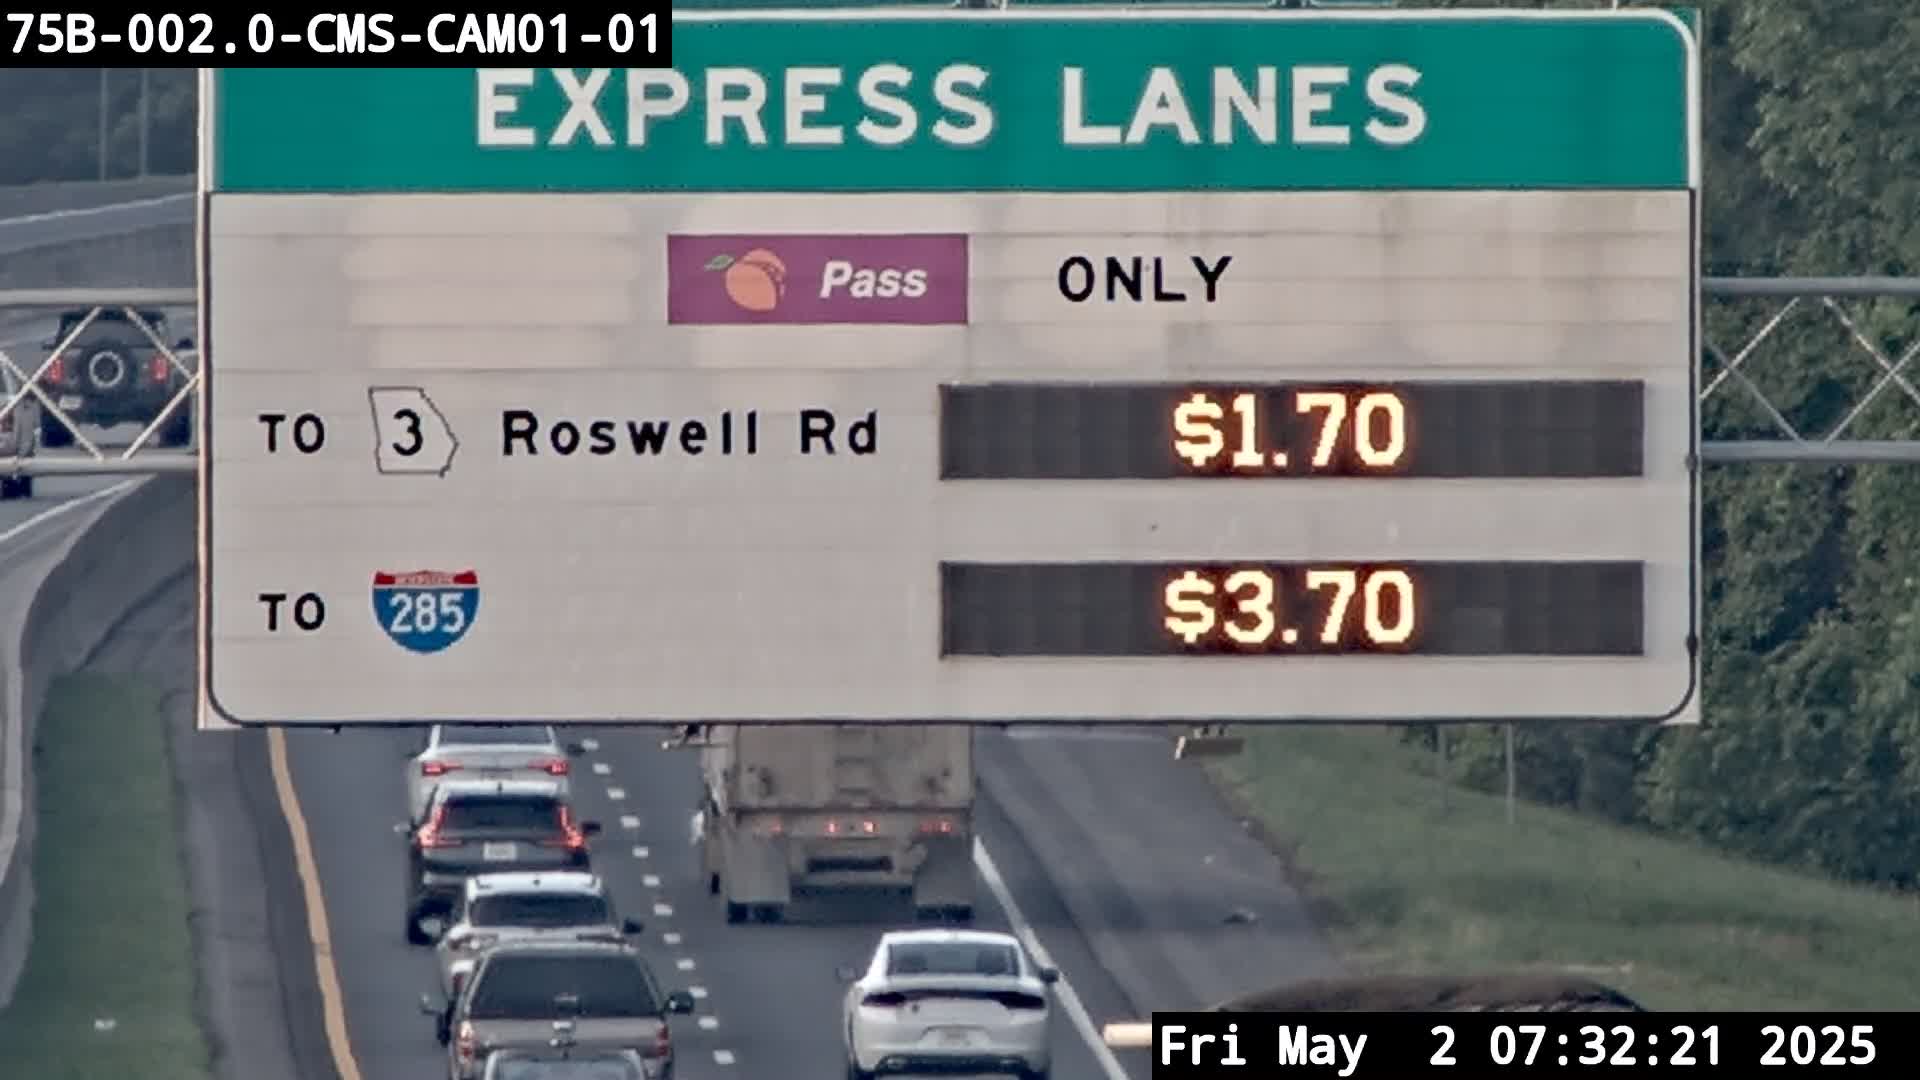 75B-002.0-CMS-CAM01-01
EXPRESS LANES
Pass ONLY
TO 3 Roswell Rd $1.70
TO 285 $3.70
Fri May 2 07:32:21 2025